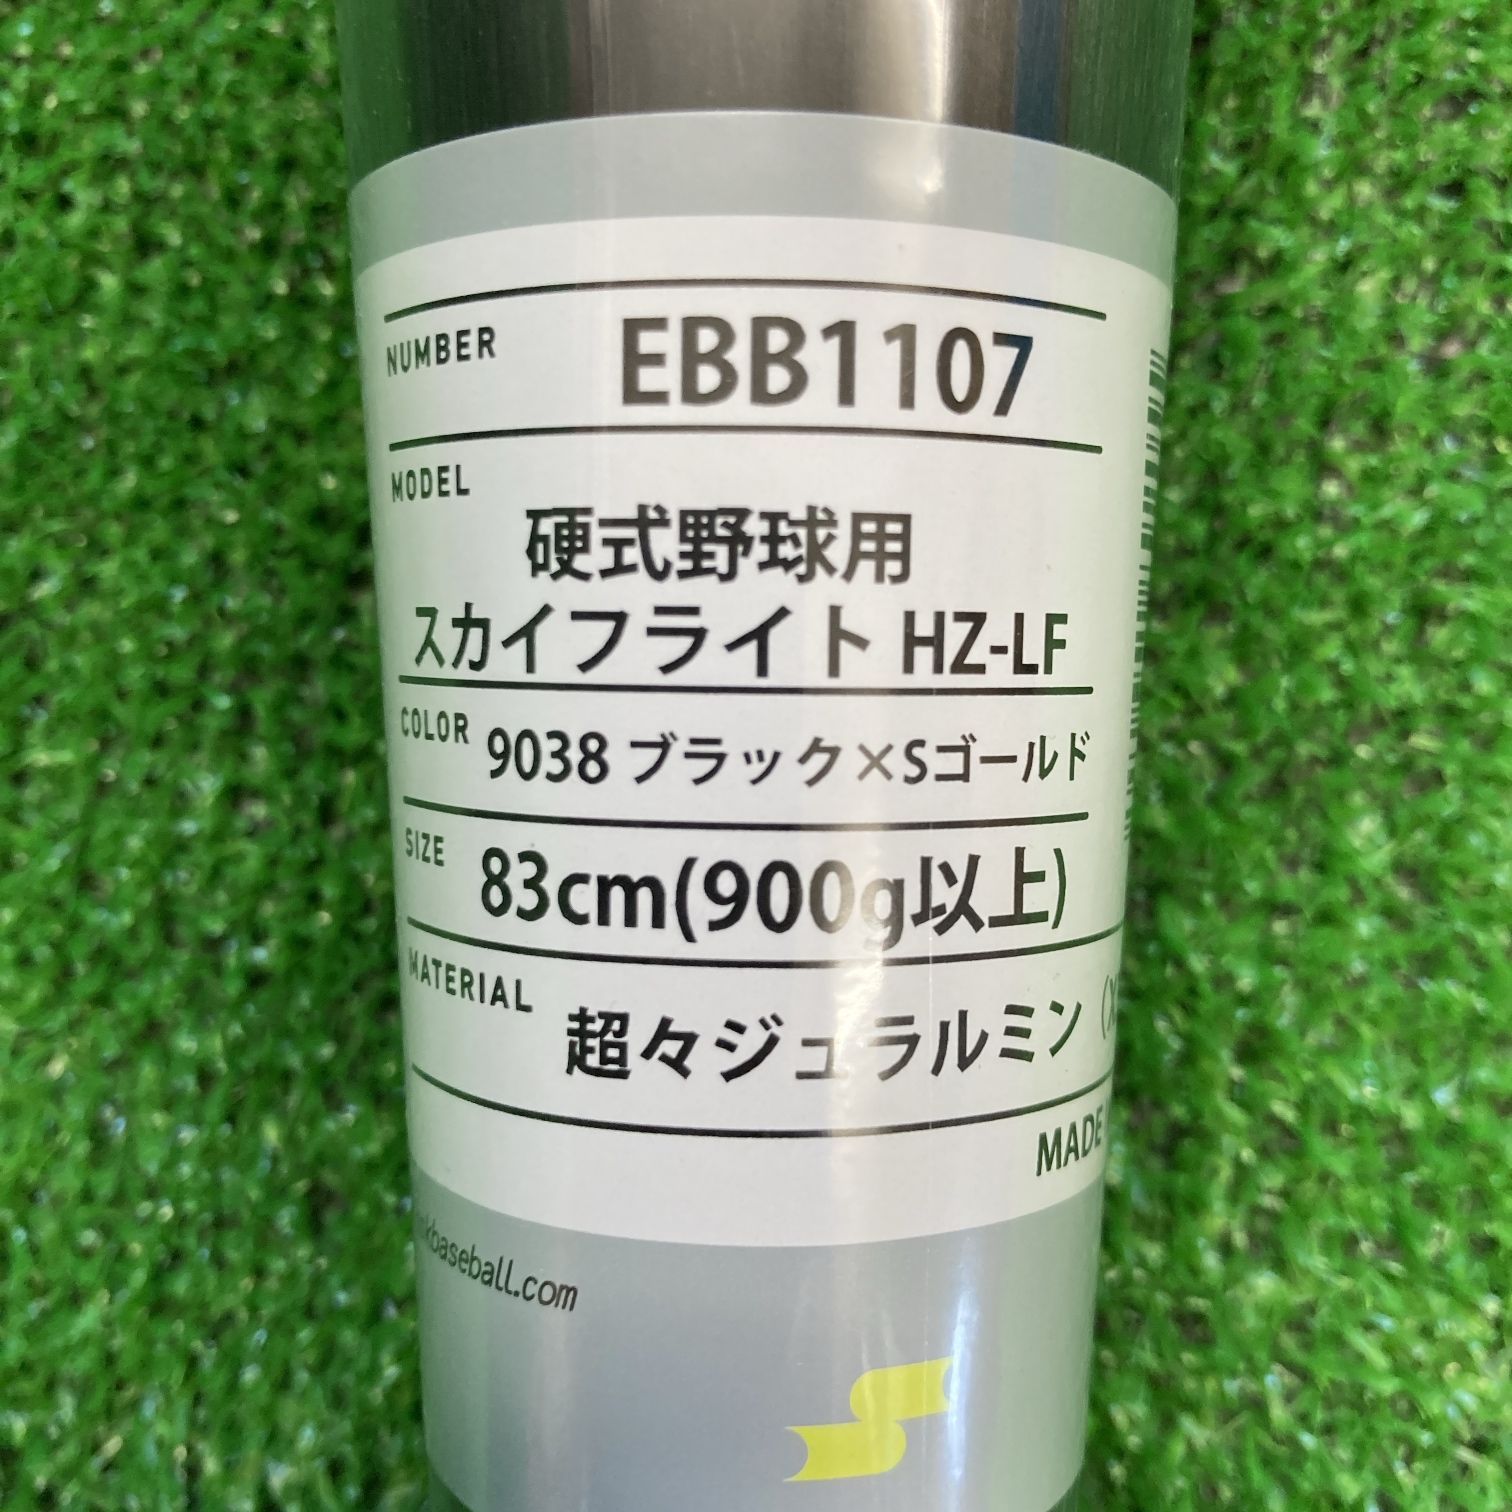 NUMBER
EBB1107
MODEL
硬式野球用
スカイフライト HZ-LF
COLOR
9038 ブラック×Sゴールド
SIZE
83cm(900g以上)
MATERIAL
超々ジュラルミン
MADE
kbaseball.com